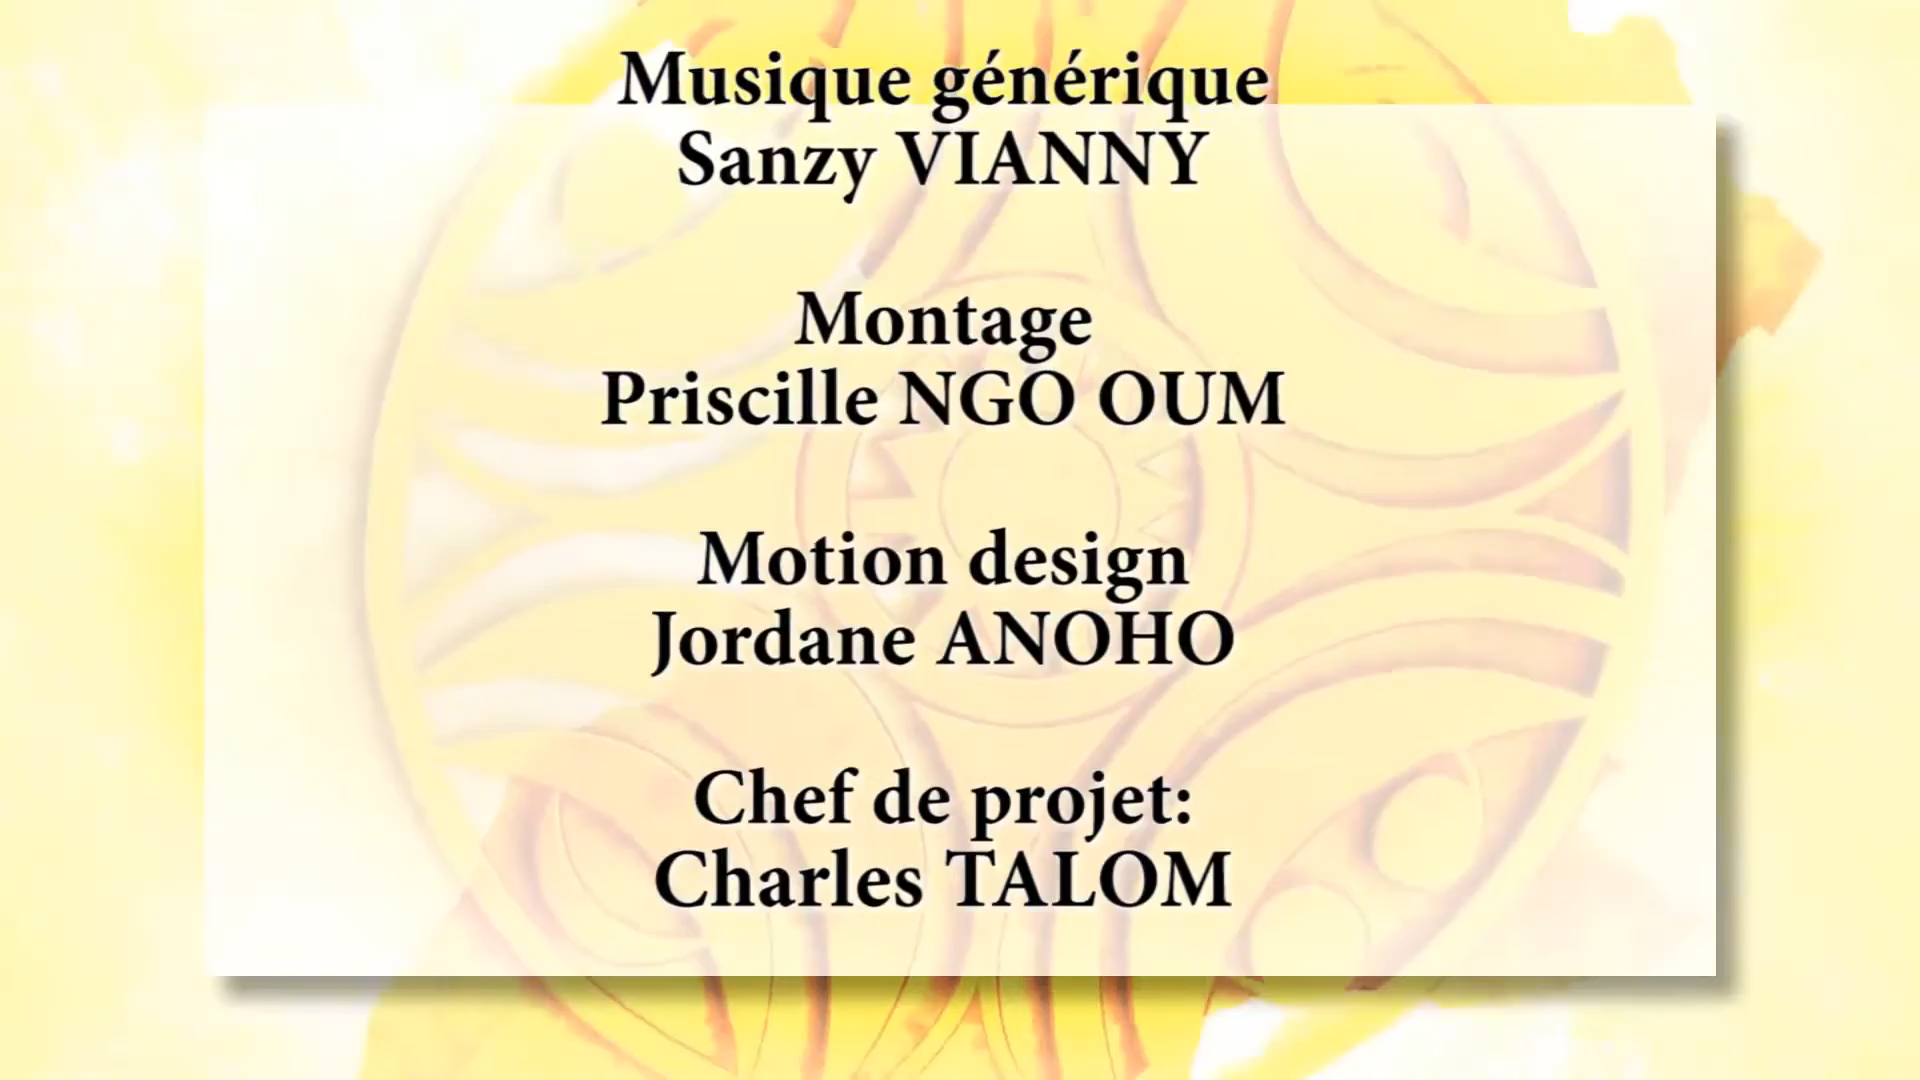 Musique générique
Sanzy VIANNY
Montage
Priscille NGO OUM
Motion design
Jordane ANOHO
Chef de projet:
Charles TALOM